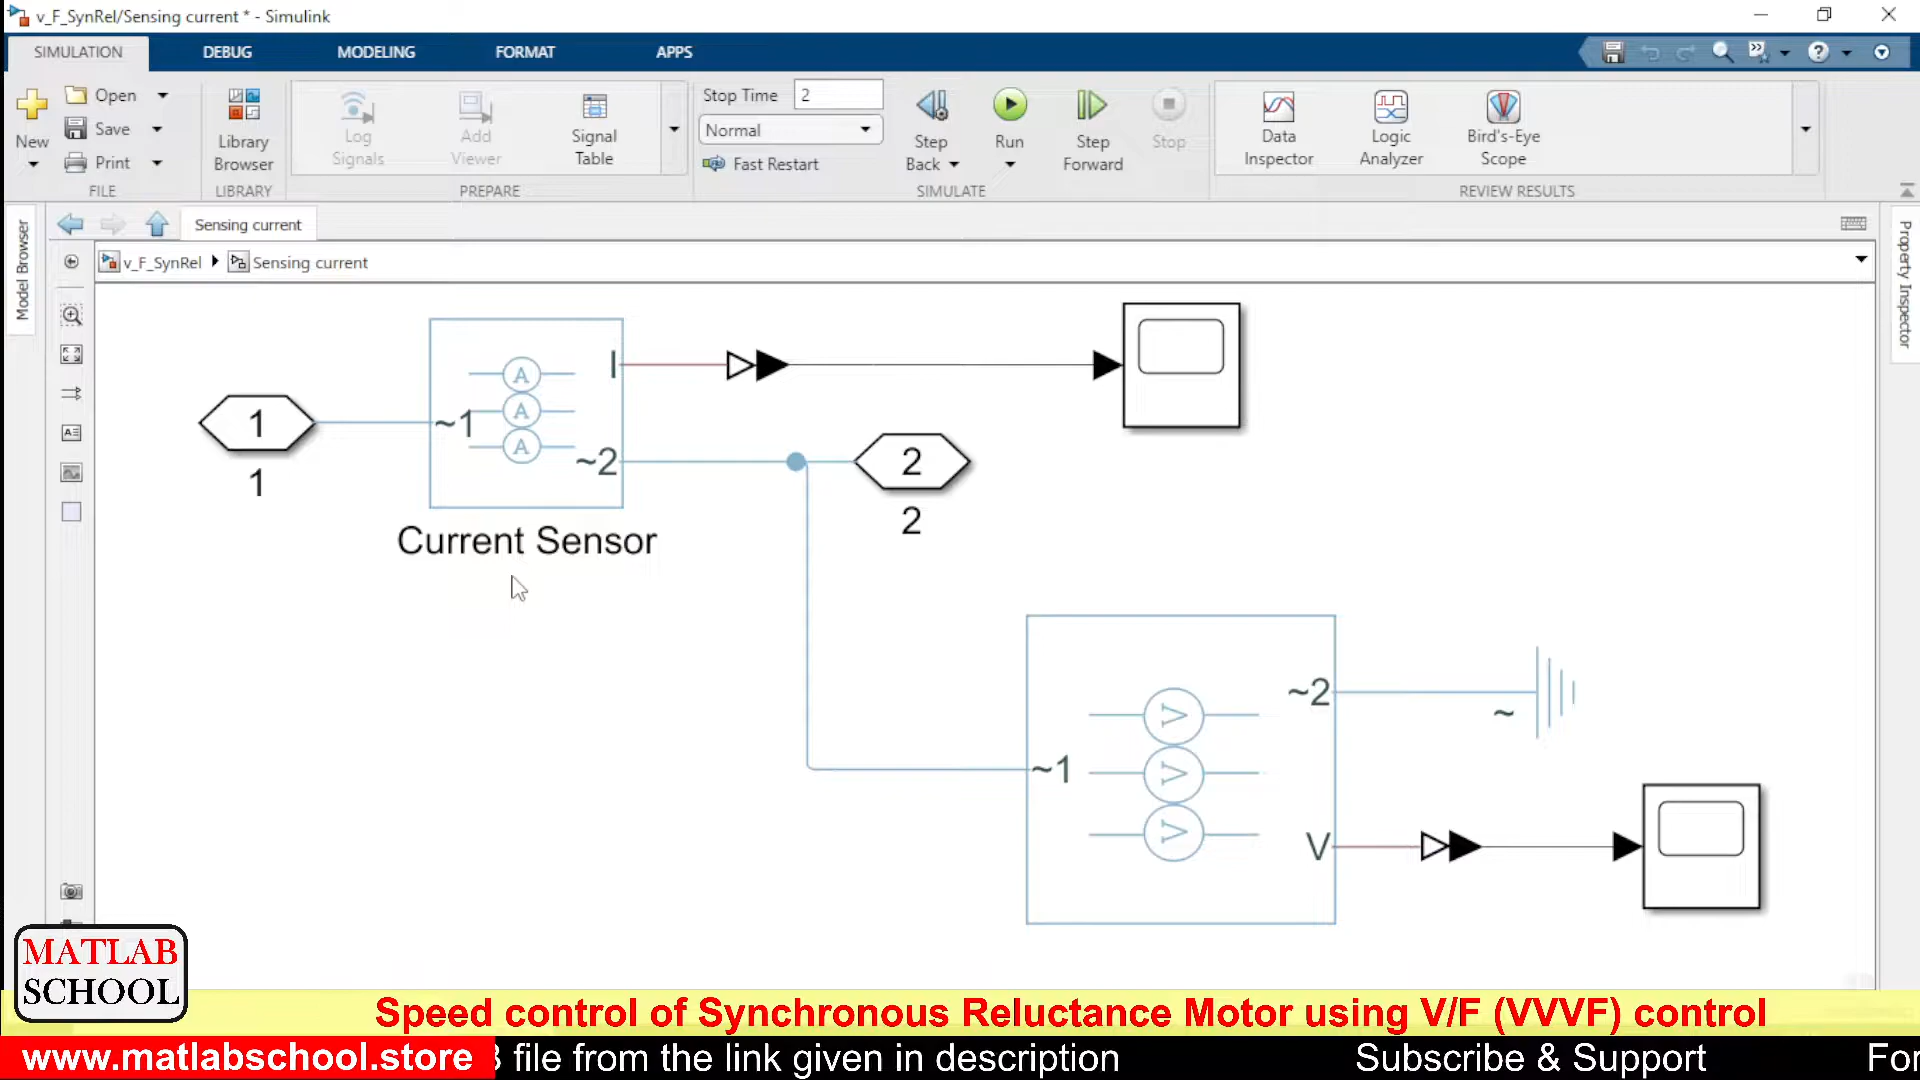 v_F_SynRel/Sensing current * - Simulink
SIMULATION
DEBUG
MODELING
FORMAT
APPS
New
Open
Save
Print
FILE
Library
Browser
LIBRARY
Log
Signals
Add
Viewer
Signal
Table
PREPARE
Stop Time 2
Normal
Fast Restart
Step
Back
Run
Step
Forward
Stop
SIMULATE
Data
Inspector
Logic
Analyzer
Bird's-Eye
Scope
REVIEW RESULTS
Model Browser
Property Inspector
Sensing current
v_F_SynRel
Sensing current
1
1
~1
A
A
A
I
~2
Current Sensor
2
2
~1
V
V
V
~2
V
~
MATLAB
SCHOOL
Speed control of Synchronous Reluctance Motor using V/F (VVVF) control
www.matlabschool.store
file from the link given in description
Subscribe & Support
For